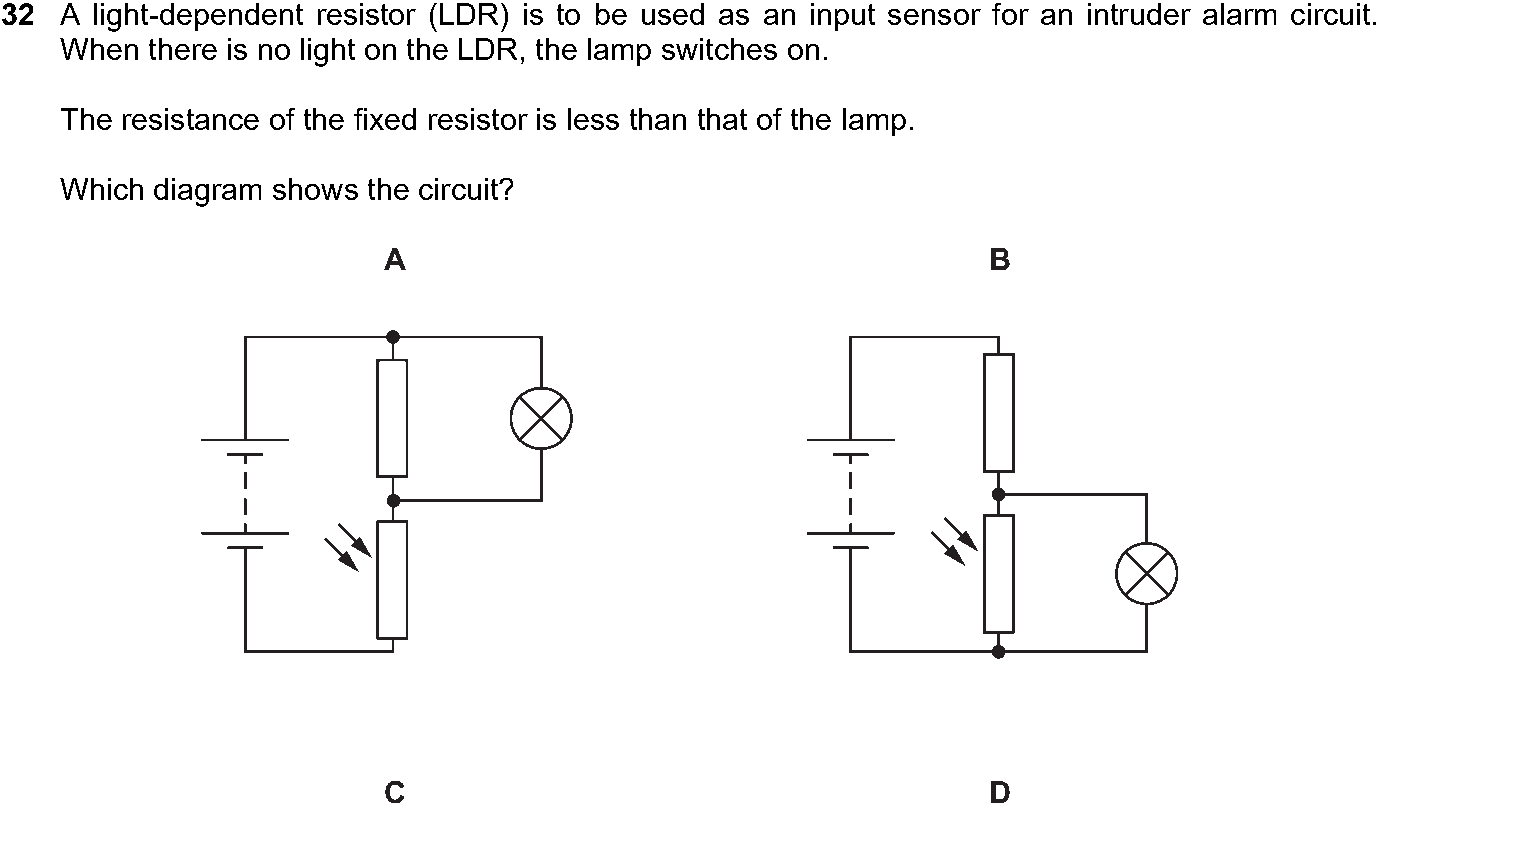 32 A light-dependent resistor (LDR) is to be used as an input sensor for an intruder alarm circuit.
When there is no light on the LDR, the lamp switches on.
The resistance of the fixed resistor is less than that of the lamp.
Which diagram shows the circuit?
A B
C D